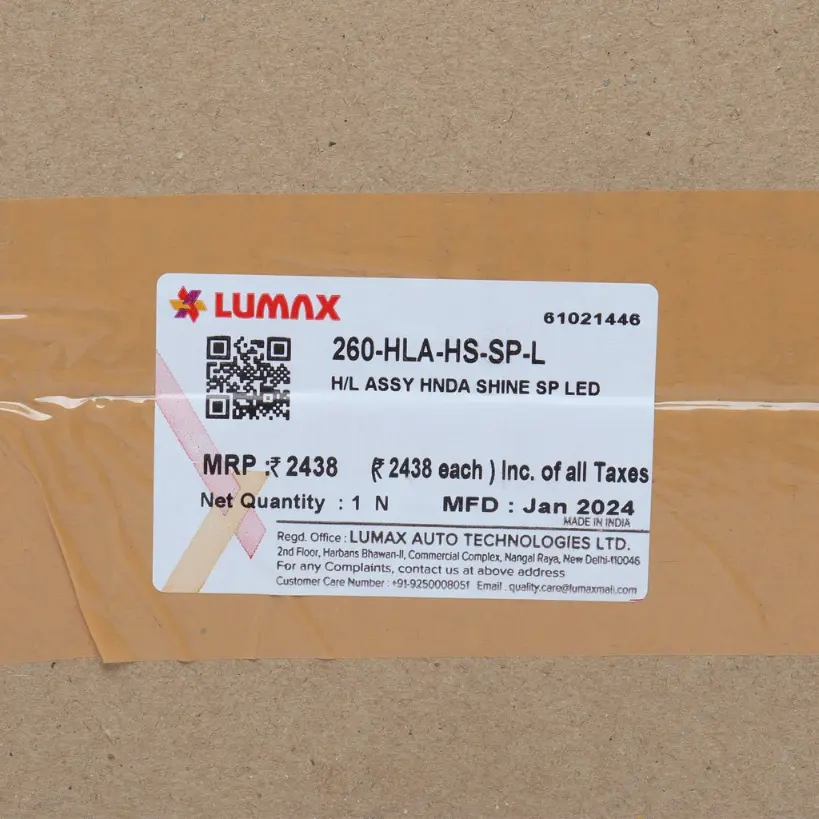 LUMAX
61021446
260-HLA-HS-SP-L
H/L ASSY HNDA SHINE SP LED
MRP :₹ 2438 (₹ 2438 each ) Inc. of all Taxes
Net Quantity : 1 N MFD : Jan 2024
MADE IN INDIA
Regd. Office : LUMAX AUTO TECHNOLOGIES LTD.
2nd Floor, Harbans Bhawan-II, Commercial Complex, Nangal Raya, New Delhi-110046
For any Complaints, contact us at above address
Customer Care Number : +91-9250008051 Email . quality.care@lumaxmail.com